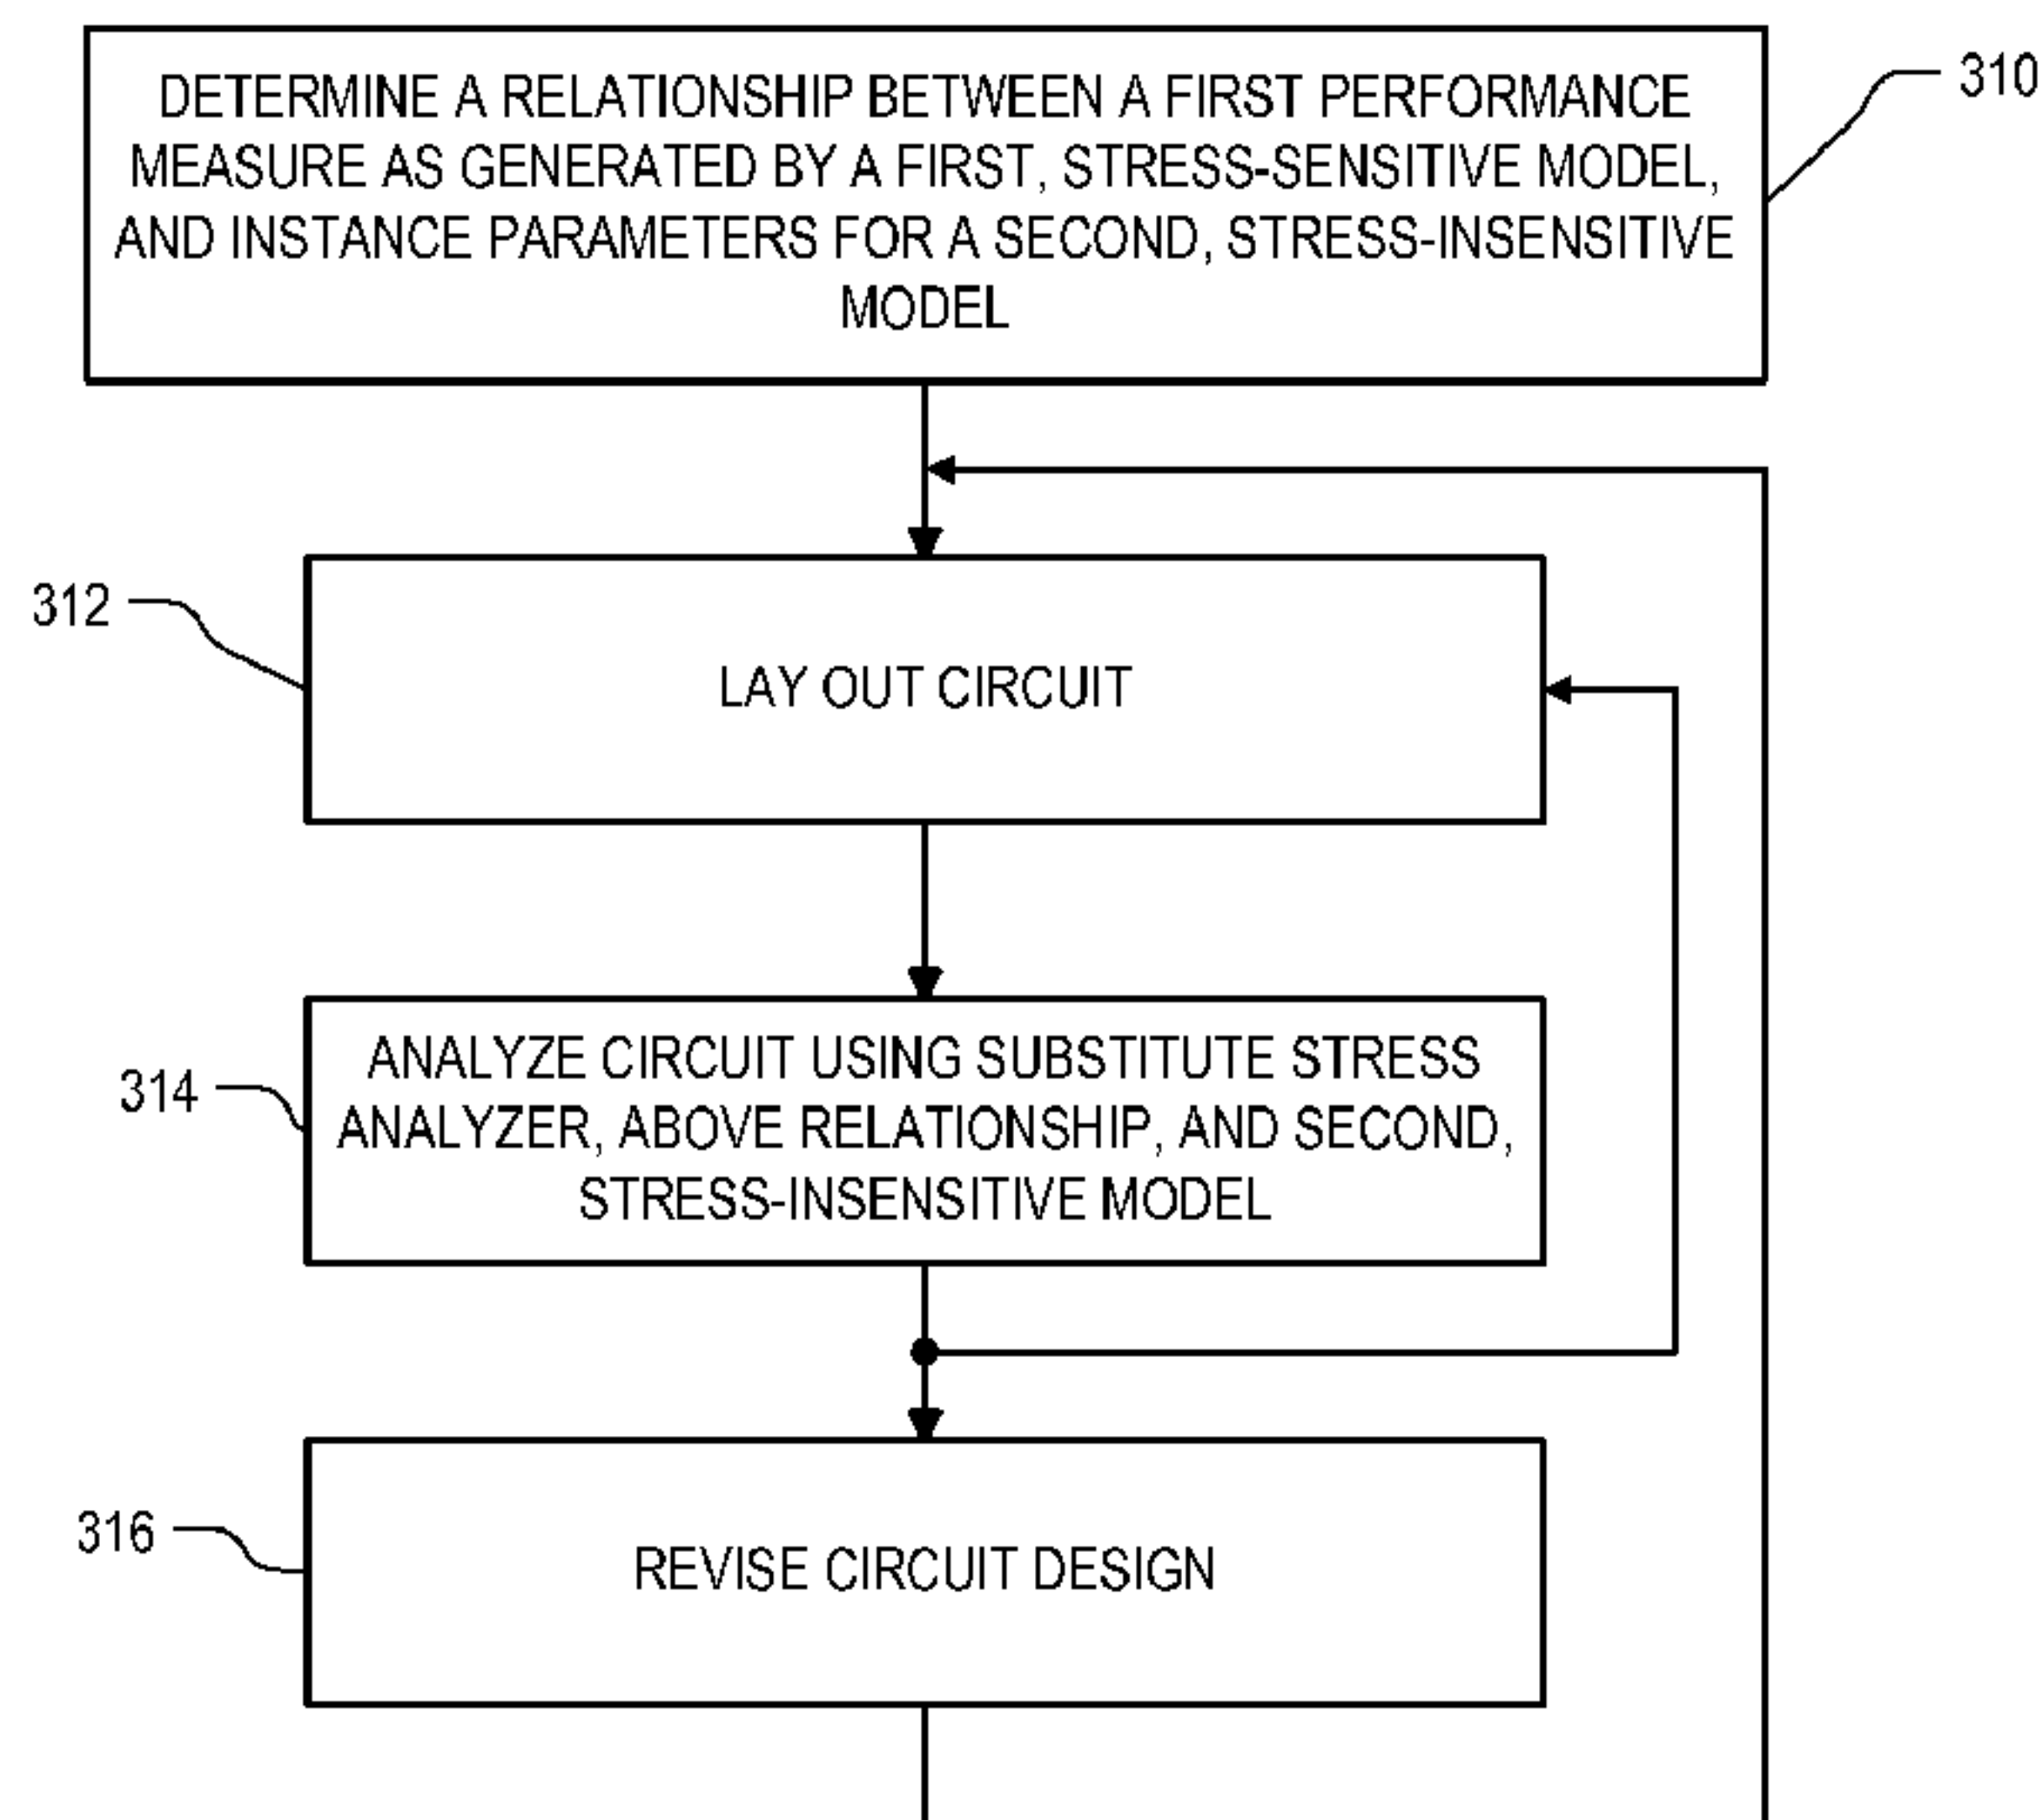 DETERMINE A RELATIONSHIP BETWEEN A FIRST PERFORMANCE
MEASURE AS GENERATED BY A FIRST, STRESS-SENSITIVE MODEL,
AND INSTANCE PARAMETERS FOR A SECOND, STRESS-INSENSITIVE
MODEL
310
312
LAY OUT CIRCUIT
314
ANALYZE CIRCUIT USING SUBSTITUTE STRESS
ANALYZER, ABOVE RELATIONSHIP, AND SECOND,
STRESS-INSENSITIVE MODEL
316
REVISE CIRCUIT DESIGN